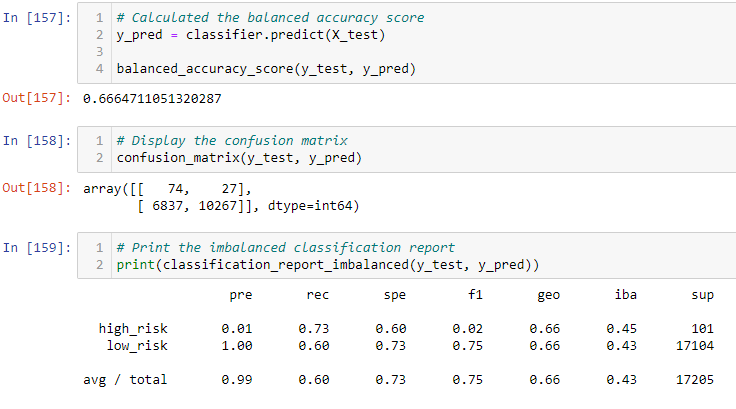 In [157]: 1 # Calculated the balanced accuracy score
2 y_pred = classifier.predict(X_test)
3
4 balanced_accuracy_score(y_test, y_pred)
Out[157]: 0.6664711051320287
In [158]: 1 # Display the confusion matrix
2 confusion_matrix(y_test, y_pred)
Out[158]: array([[ 74, 27],
[ 6837, 10267]], dtype=int64)
In [159]: 1 # Print the imbalanced classification report
2 print(classification_report_imbalanced(y_test, y_pred))
pre rec spe f1 geo iba sup
high_risk 0.01 0.73 0.60 0.02 0.66 0.45 101
low_risk 1.00 0.60 0.73 0.75 0.66 0.43 17104
avg / total 0.99 0.60 0.73 0.75 0.66 0.43 17205